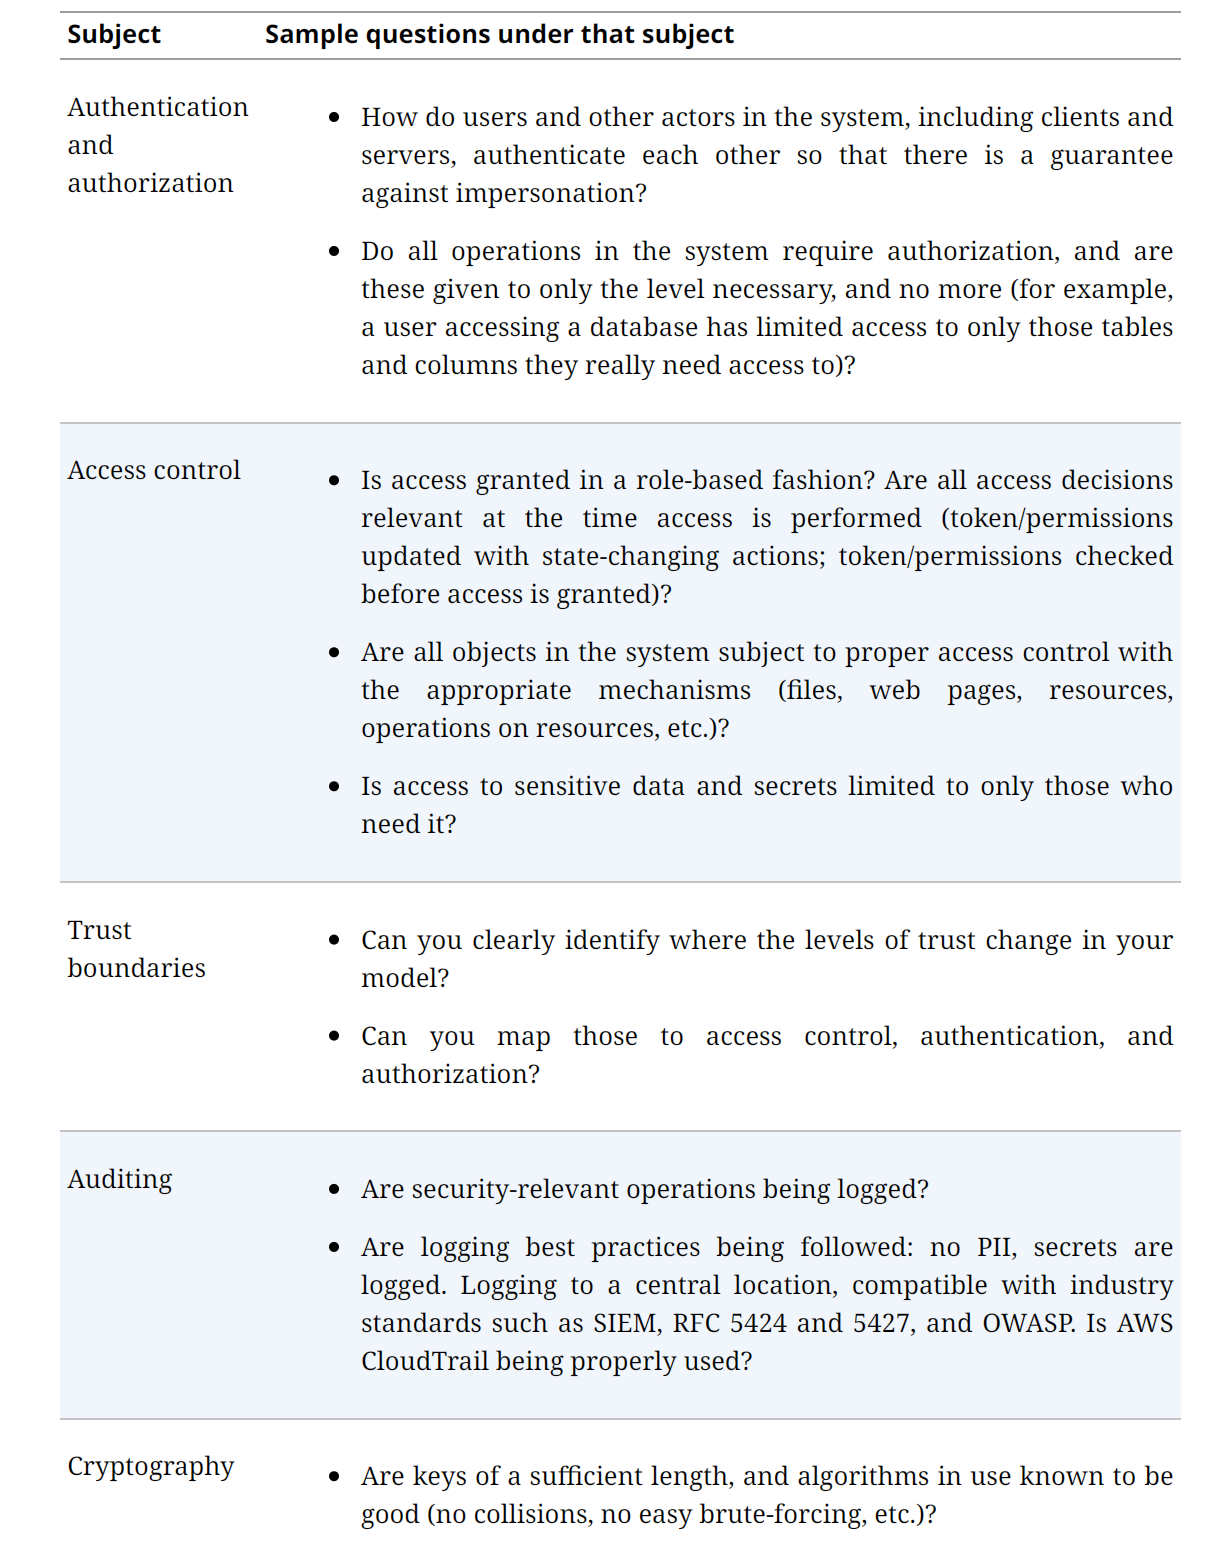 Subject Sample questions under that subject
Authentication
and
authorization
• How do users and other actors in the system, including clients and
servers, authenticate each other so that there is a guarantee
against impersonation?
• Do all operations in the system require authorization, and are
these given to only the level necessary, and no more (for example,
a user accessing a database has limited access to only those tables
and columns they really need access to)?
Access control
• Is access granted in a role-based fashion? Are all access decisions
relevant at the time access is performed (token/permissions
updated with state-changing actions; token/permissions checked
before access is granted)?
• Are all objects in the system subject to proper access control with
the appropriate mechanisms (files, web pages, resources,
operations on resources, etc.)?
• Is access to sensitive data and secrets limited to only those who
need it?
Trust
boundaries
• Can you clearly identify where the levels of trust change in your
model?
• Can you map those to access control, authentication, and
authorization?
Auditing
• Are security-relevant operations being logged?
• Are logging best practices being followed: no PII, secrets are
logged. Logging to a central location, compatible with industry
standards such as SIEM, RFC 5424 and 5427, and OWASP. Is AWS
CloudTrail being properly used?
Cryptography
• Are keys of a sufficient length, and algorithms in use known to be
good (no collisions, no easy brute-forcing, etc.)?